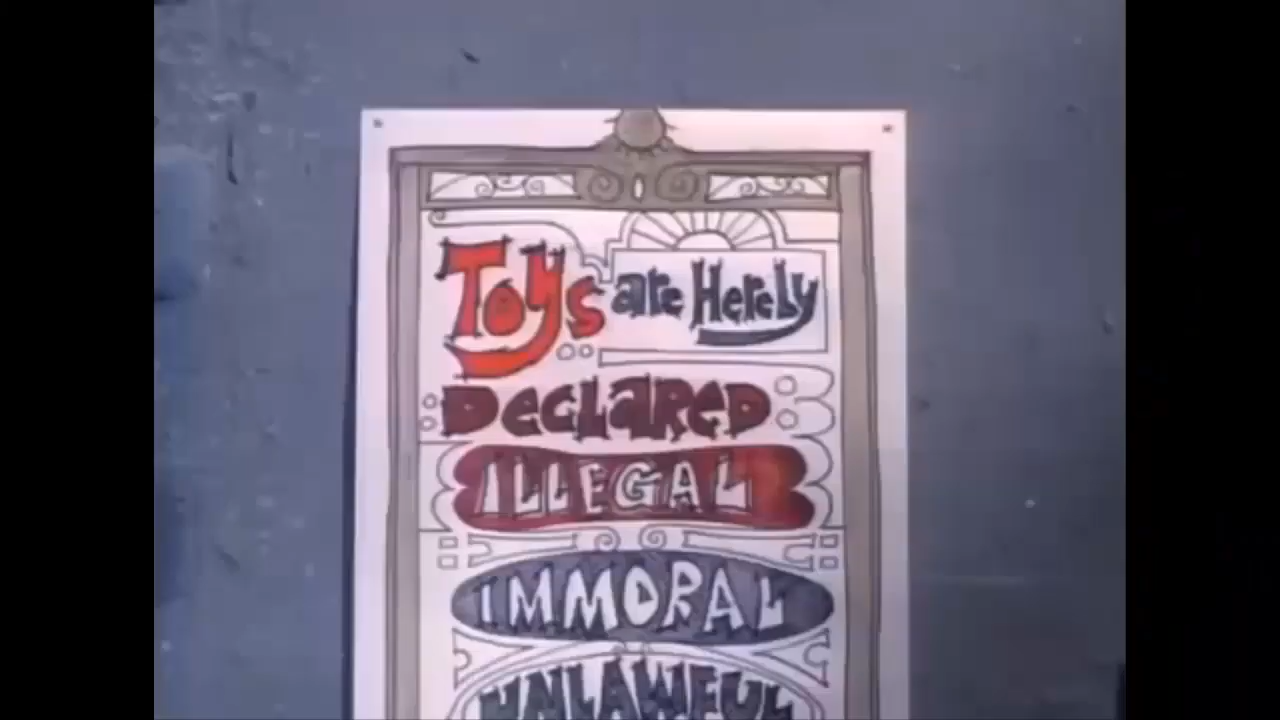 Toys are Hereby
DECLARED
ILLEGAL
IMMORAL
UNLAWFUL